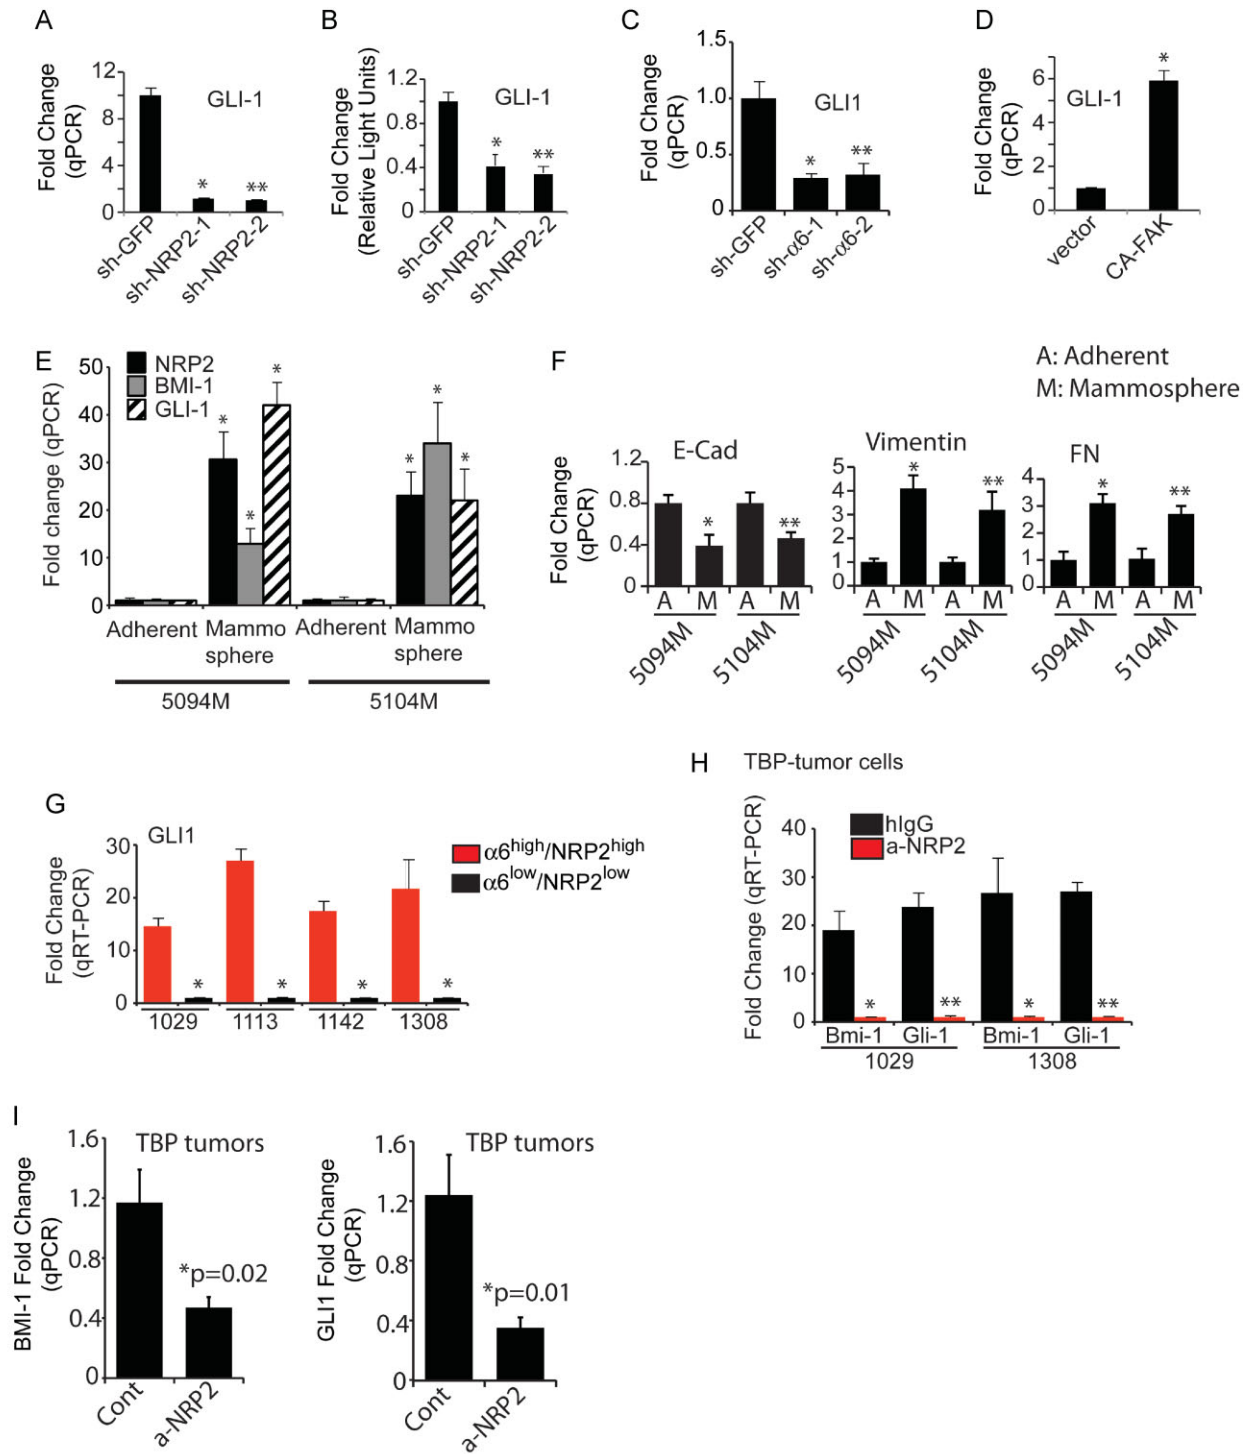 A
Fold Change
(qPCR)
12
10
8
6
4
2
0
GLI-1
*
**
sh-GFP
sh-NRP2-1
sh-NRP2-2
B
Fold Change
(Relative Light Units)
1.2
0.8
0.4
0
GLI-1
*
**
sh-GFP
sh-NRP2-1
sh-NRP2-2
C
Fold Change
(qPCR)
1.5
1.0
0.5
0
GLI1
*
**
sh-GFP
sh-α6-1
sh-α6-2
D
Fold Change
(qPCR)
6
4
2
1
0
GLI-1
*
vector
CA-FAK
E
Fold change (qPCR)
50
40
30
20
10
0
NRP2
BMI-1
GLI-1
*
*
*
*
*
*
Adherent
Mammo
sphere
Adherent
Mammo
sphere
5094M
5104M
F
A: Adherent
M: Mammosphere
Fold Change
(qPCR)
1.2
0.8
0.4
0
E-Cad
*
**
A M A M
5094M
5104M
Vimentin
5
4
3
2
1
0
*
**
A M A M
5094M
5104M
FN
4
3
2
1
0
*
**
A M A M
5094M
5104M
G
Fold Change
(qRT-PCR)
30
20
10
0
GLI1
α6high/NRP2high
α6low/NRP2low
* * * *
1029 1113 1142 1308
H
TBP-tumor cells
Fold Change (qRT-PCR)
40
30
20
10
0
hIgG
a-NRP2
* ** * **
Bmi-1 Gli-1 Bmi-1 Gli-1
1029 1308
I
BMI-1 Fold Change
(qPCR)
1.6
1.2
0.8
0.4
0
TBP tumors
*p=0.02
Cont
a-NRP2
GLI1 Fold Change
(qPCR)
1.6
1.2
0.8
0.4
0
TBP tumors
*p=0.01
Cont
a-NRP2